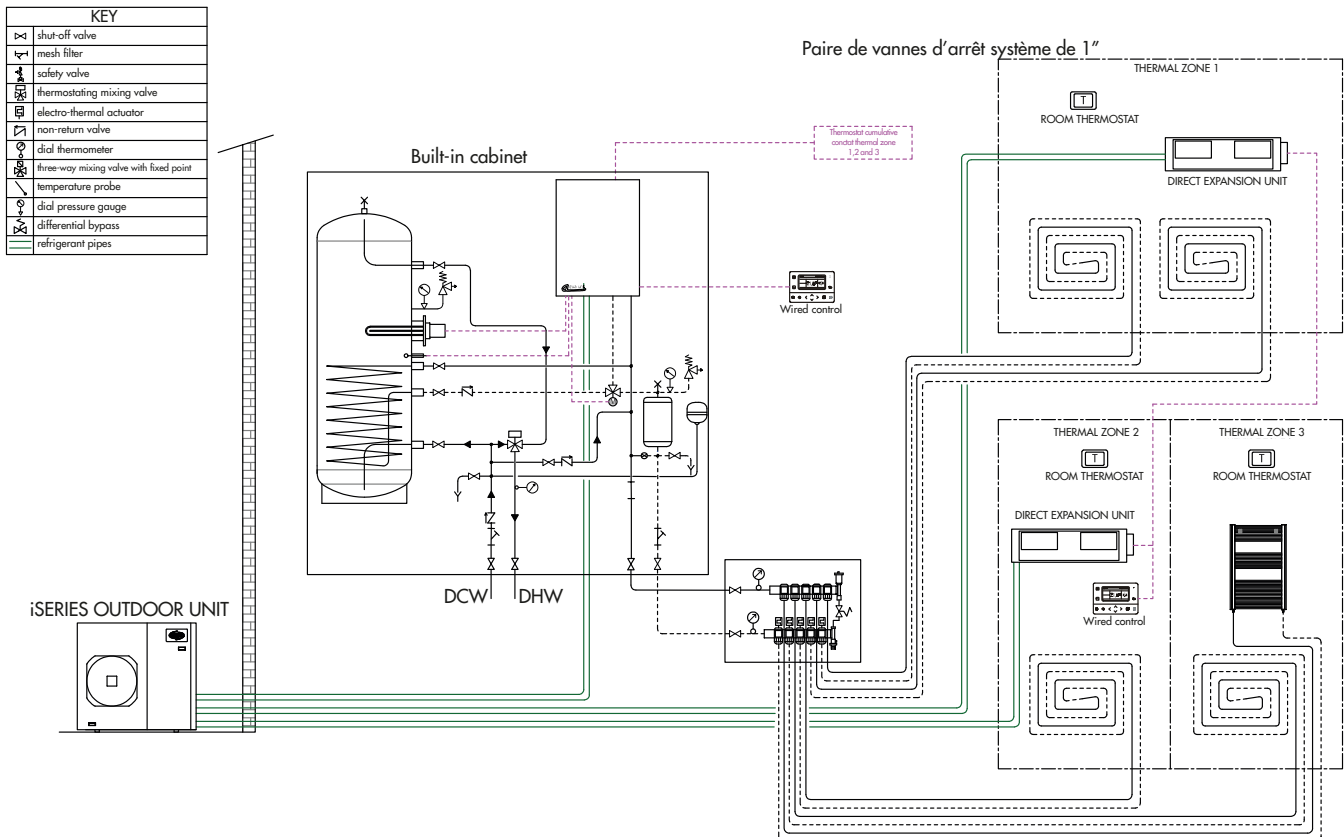 KEY
shut-off valve
mesh filter
safety valve
thermostating mixing valve
electro-thermal actuator
non-return valve
dial thermometer
three-way mixing valve with fixed point
temperature probe
dial pressure gauge
differential bypass
refrigerant pipes
Paire de vannes d'arrêt système de 1"
THERMAL ZONE 1
T
ROOM THERMOSTAT
DIRECT EXPANSION UNIT
Thermostat cumulative
conctat thermal zone
1,2 and 3
Built-in cabinet
Wired control
M
THERMAL ZONE 2
T
ROOM THERMOSTAT
DIRECT EXPANSION UNIT
Wired control
THERMAL ZONE 3
T
ROOM THERMOSTAT
DCW
DHW
iSERIES OUTDOOR UNIT